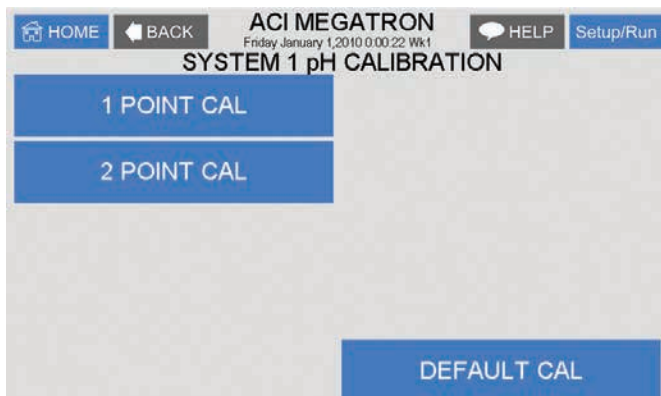 HOME
BACK
ACI MEGATRON
Friday January 1,2010 0:00:22 Wk1
HELP
Setup/Run
SYSTEM 1 pH CALIBRATION
1 POINT CAL
2 POINT CAL
DEFAULT CAL